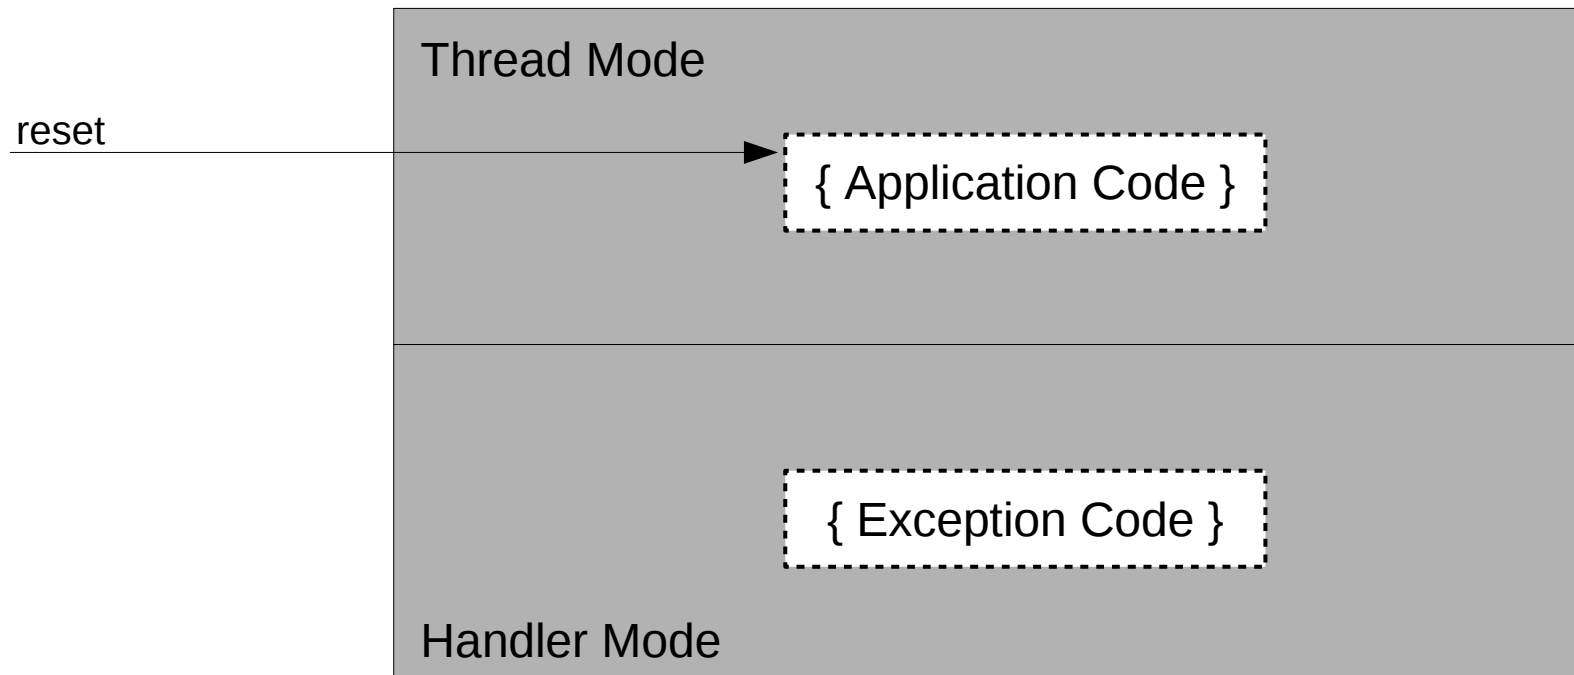 Thread Mode
reset
{ Application Code }
{ Exception Code }
Handler Mode